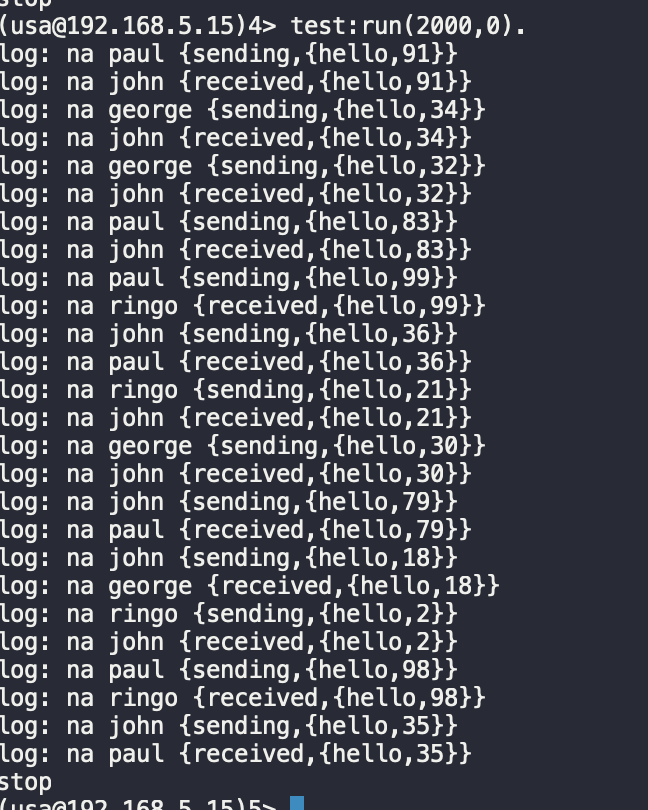 stop
(usa@192.168.5.15)4> test:run(2000,0).
log: na paul {sending,{hello,91}}
log: na john {received,{hello,91}}
log: na george {sending,{hello,34}}
log: na john {received,{hello,34}}
log: na george {sending,{hello,32}}
log: na john {received,{hello,32}}
log: na paul {sending,{hello,83}}
log: na john {received,{hello,83}}
log: na paul {sending,{hello,99}}
log: na ringo {received,{hello,99}}
log: na john {sending,{hello,36}}
log: na paul {received,{hello,36}}
log: na ringo {sending,{hello,21}}
log: na john {received,{hello,21}}
log: na george {sending,{hello,30}}
log: na john {received,{hello,30}}
log: na john {sending,{hello,79}}
log: na paul {received,{hello,79}}
log: na john {sending,{hello,18}}
log: na george {received,{hello,18}}
log: na ringo {sending,{hello,2}}
log: na john {received,{hello,2}}
log: na paul {sending,{hello,98}}
log: na ringo {received,{hello,98}}
log: na john {sending,{hello,35}}
log: na paul {received,{hello,35}}
stop
(usa@192.168.5.15)5>